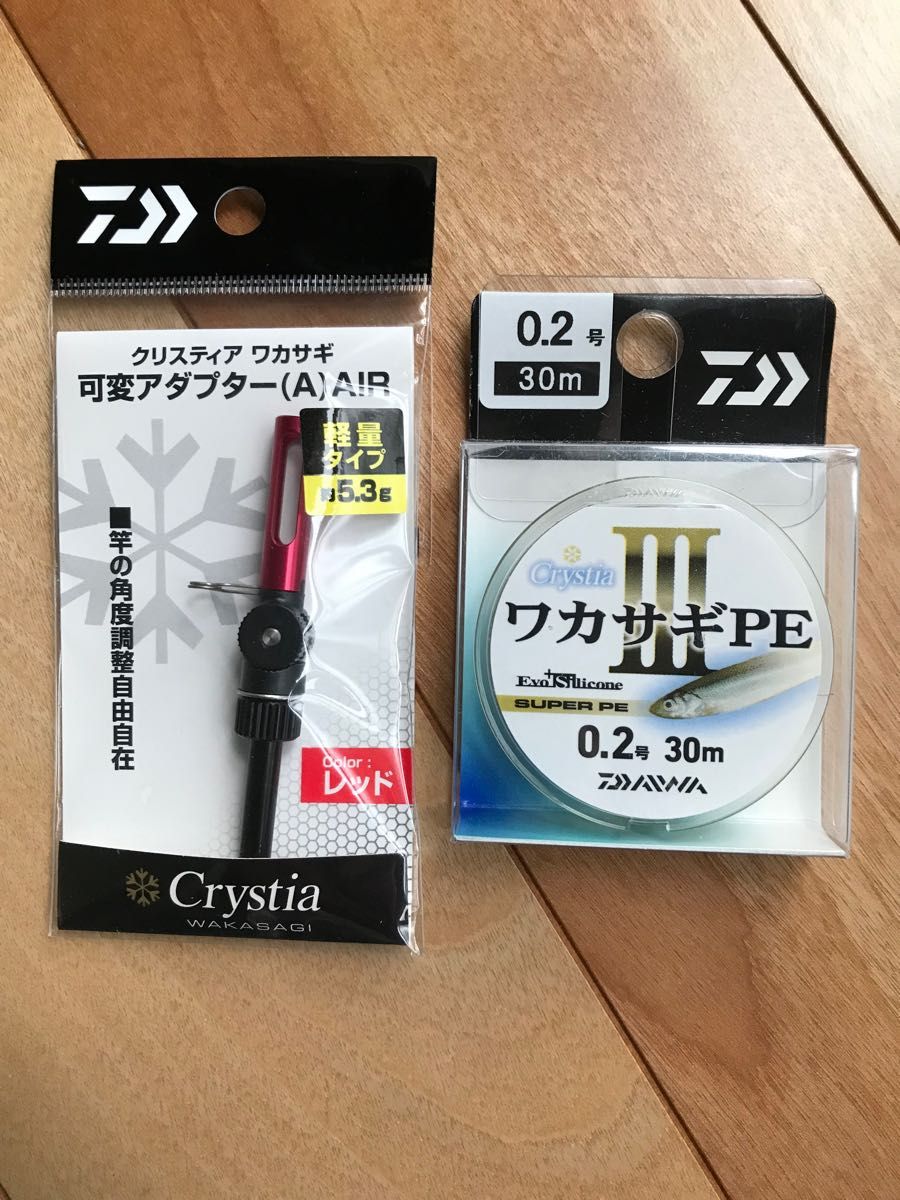 クリスティア ワカサギ
可変アダプター(A)AIR
軽量
タイプ
約5.3g
■竿の角度調整自由自在
Color:
レッド
Crystia
WAKASAGI
0.2号
30m
DAIWA
Crystia
III
ワカサギPE
Evo+Silicone
SUPER PE
0.2号 30m
DAIWA